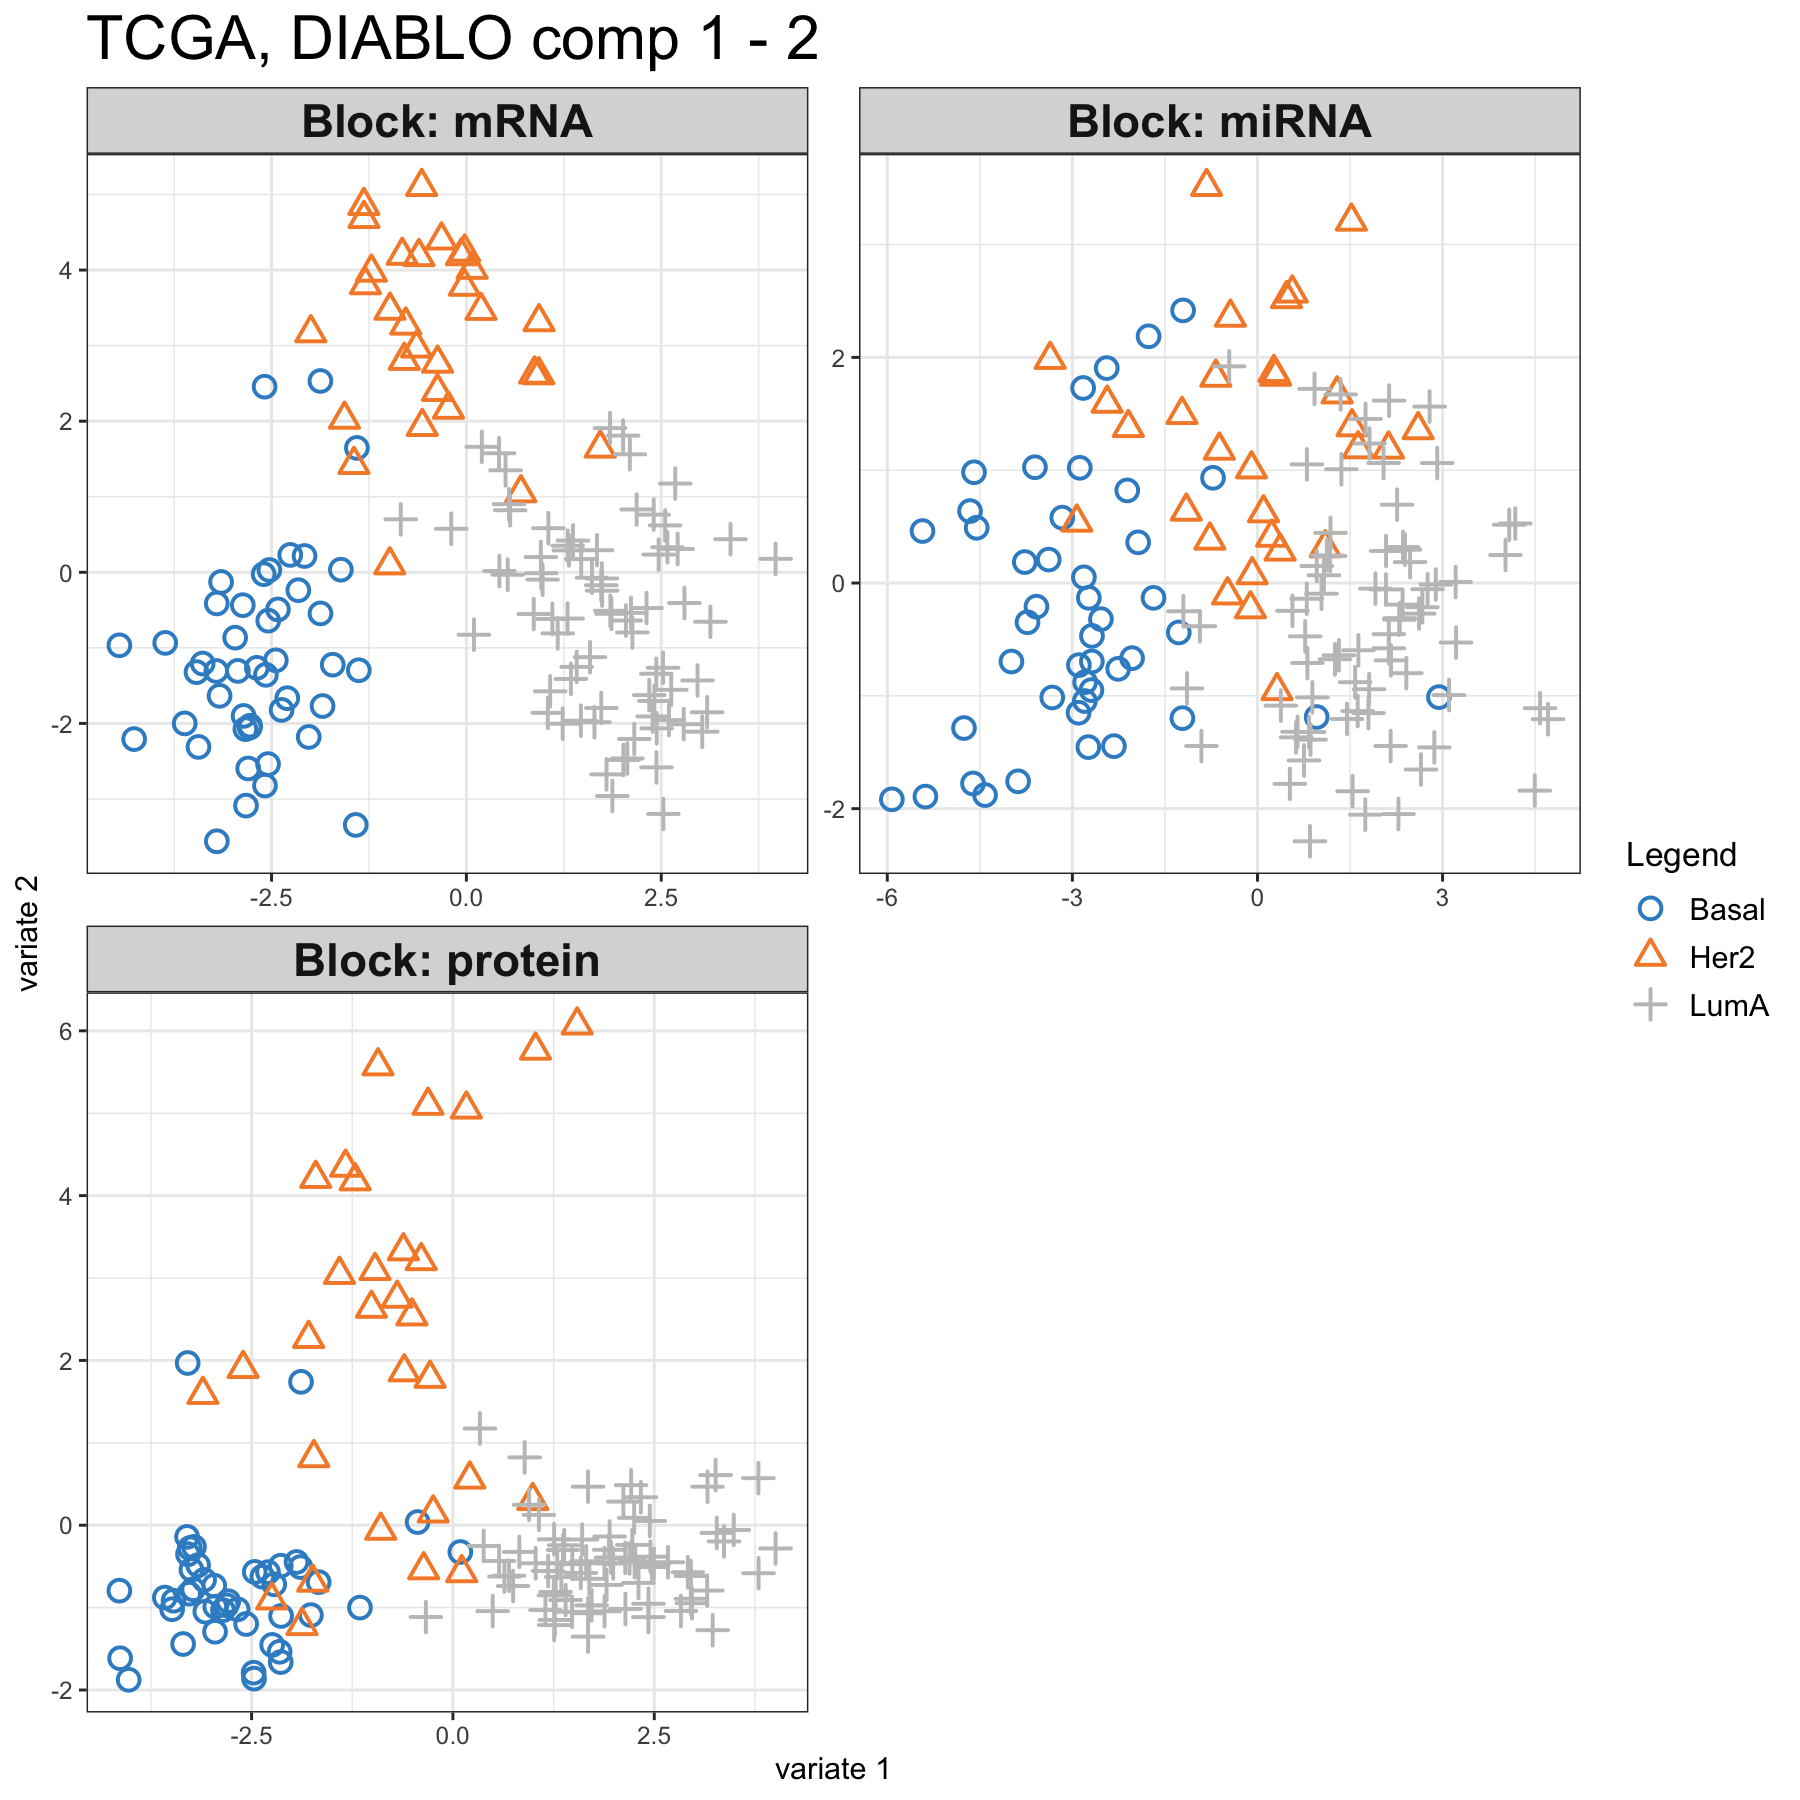 TCGA, DIABLO comp 1 - 2
Block: mRNA
Block: miRNA
4
2
0
-2
-2.5
0.0
2.5
2
0
-2
-6
-3
0
3
Block: protein
6
4
2
0
-2
-2.5
0.0
2.5
variate 2
variate 1
Legend
Basal
Her2
LumA